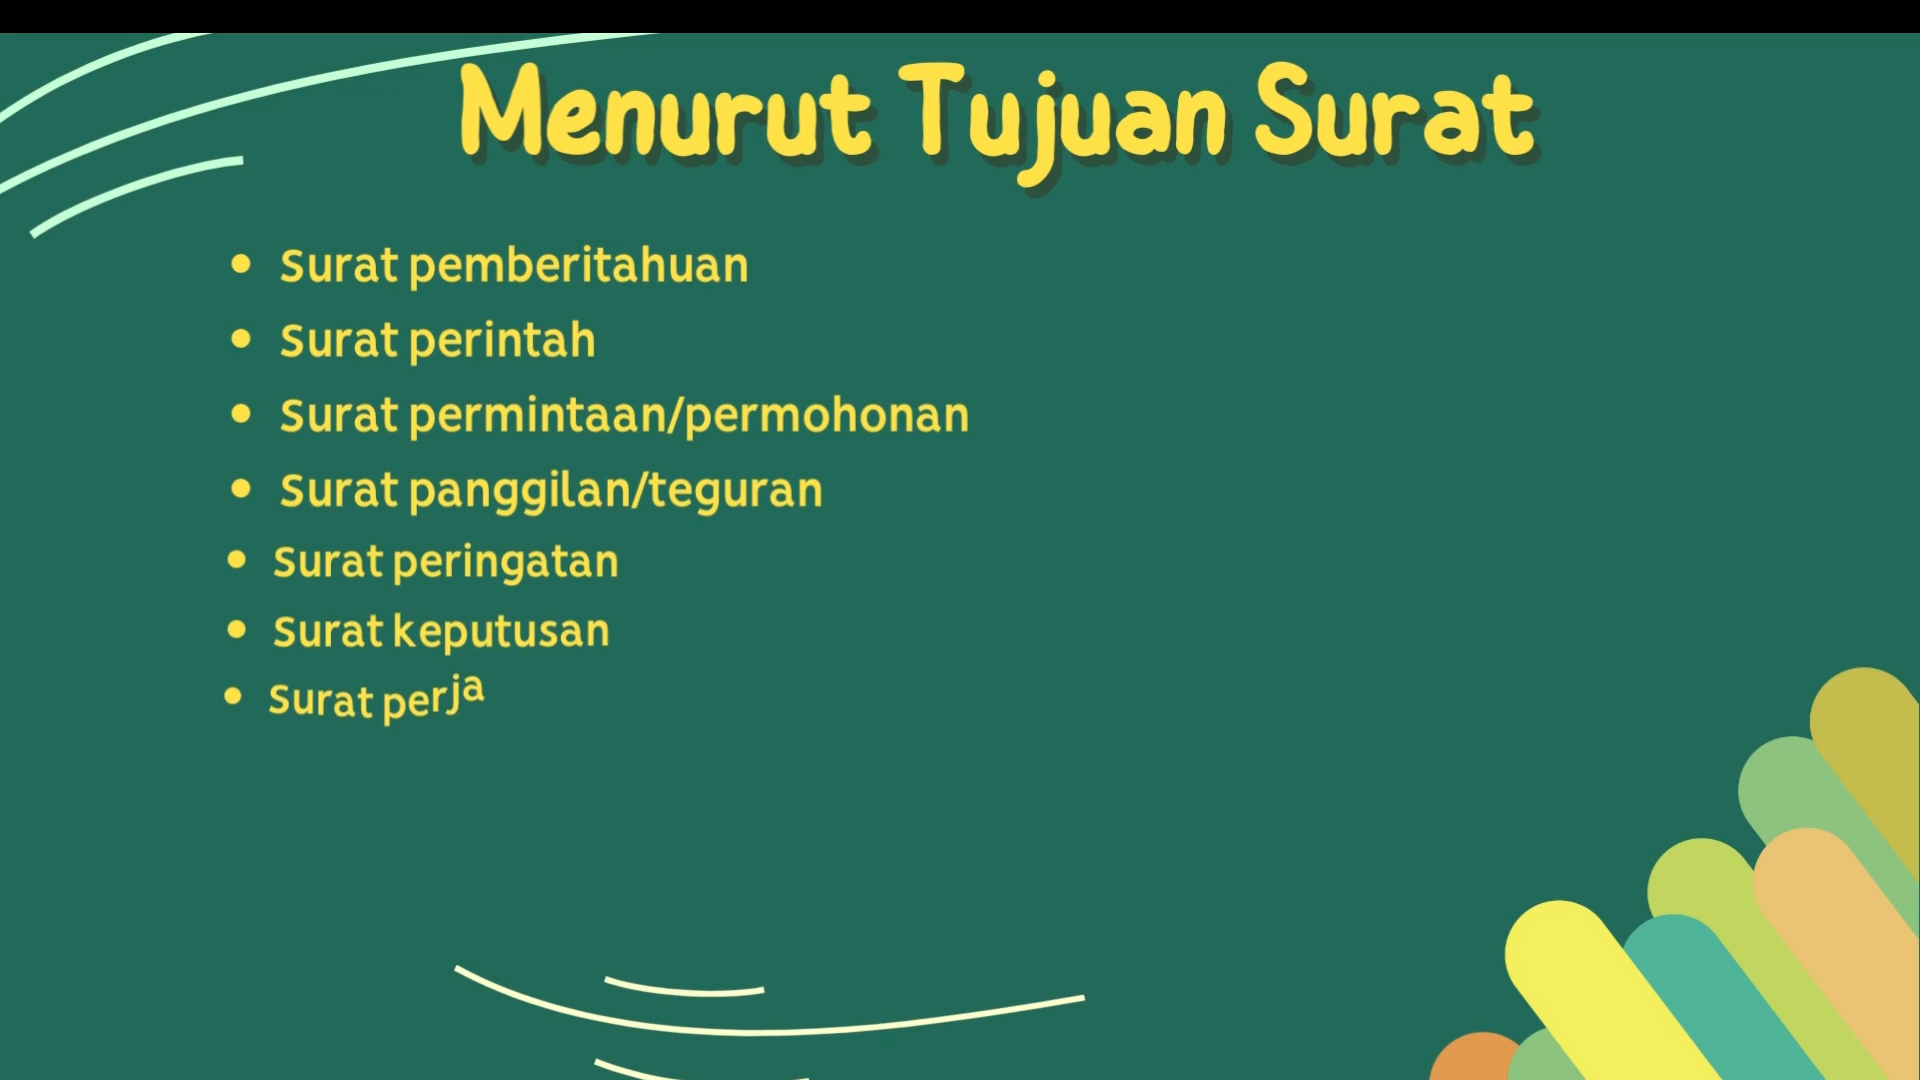 Menurut Tujuan Surat
• Surat pemberitahuan
• Surat perintah
• Surat permintaan/permohonan
• Surat panggilan/teguran
• Surat peringatan
• Surat keputusan
• Surat perja